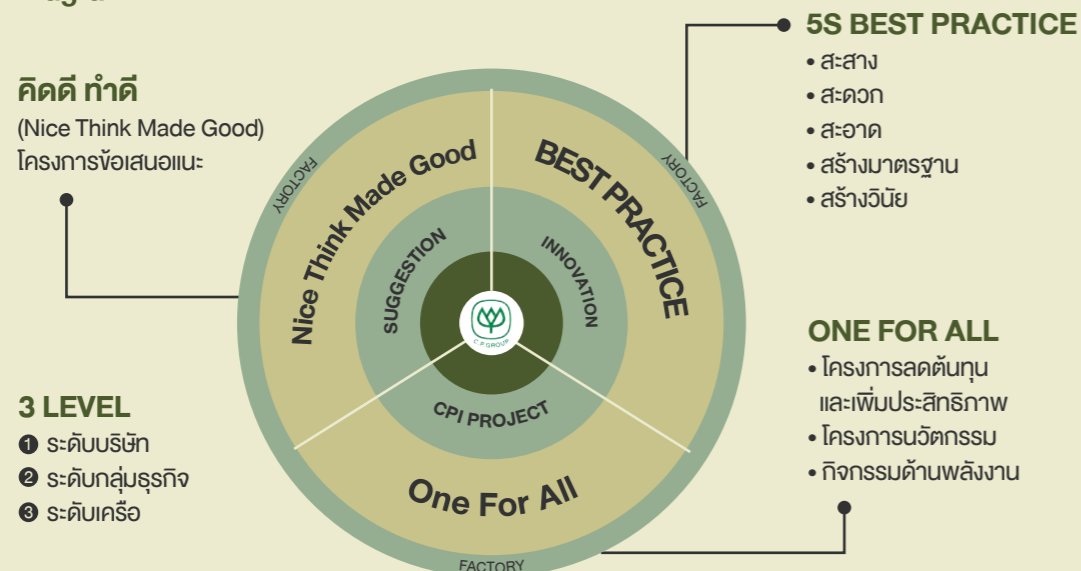 คิดดี ทำดี
(Nice Think Made Good)
โครงการข้อเสนอแนะ
5S BEST PRACTICE
• สะสาง
• สะดวก
• สะอาด
• สร้างมาตรฐาน
• สร้างวินัย
FACTORY
FACTORY
Nice Think Made Good
BEST PRACTICE
SUGGESTION
INNOVATION
C.P. GROUP
CPI PROJECT
One For All
FACTORY
3 LEVEL
1 ระดับบริษัท
2 ระดับกลุ่มธุรกิจ
3 ระดับเครือ
ONE FOR ALL
• โครงการลดต้นทุน
และเพิ่มประสิทธิภาพ
• โครงการนวัตกรรม
• กิจกรรมด้านพลังงาน